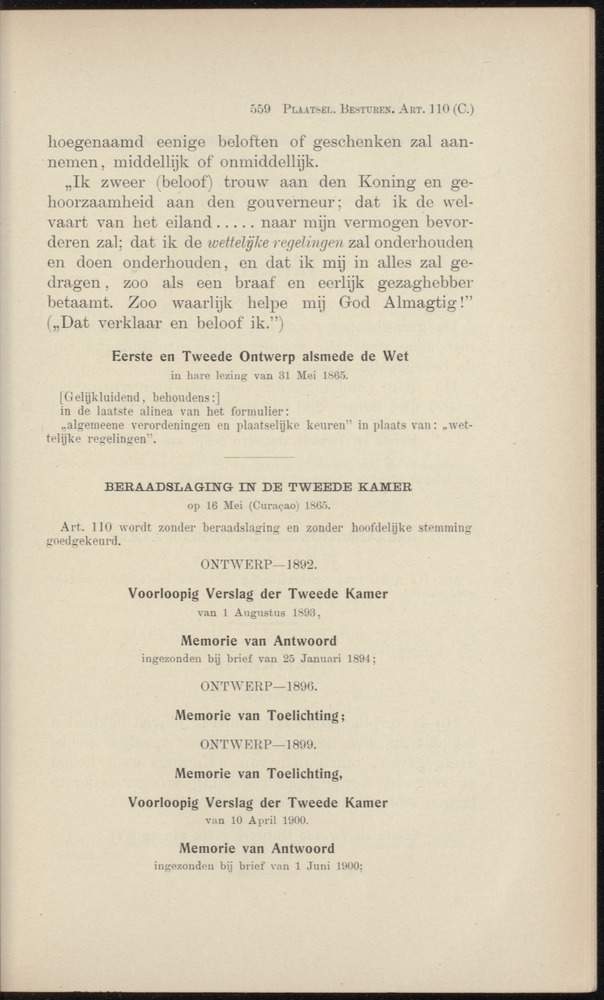 559 PLAATSEL. BESTUREN. ART. 110 (C.)
hoegenaamd eenige beloften of geschenken zal aan-
nemen, middellijk of onmiddellijk.
„Ik zweer (beloof) trouw aan den Koning en ge-
hoorzaamheid aan den gouverneur; dat ik de wel-
vaart van het eiland..... naar mijn vermogen bevor-
deren zal; dat ik de wettelijke regelingen zal onderhouden
en doen onderhouden, en dat ik mij in alles zal ge-
dragen, zoo als een braaf en eerlijk gezaghebber
betaamt. Zoo waarlijk helpe mij God Almagtig!”
(„Dat verklaar en beloof ik.”)
Eerste en Tweede Ontwerp alsmede de Wet
in hare lezing van 31 Mei 1865.
[Gelijkluidend, behoudens:]
in de laatste alinea van het formulier:
„algemeene verordeningen en plaatselijke keuren” in plaats van: „wet-
telijke regelingen”.
BERAADSLAGING IN DE TWEEDE KAMER
op 16 Mei (Curaçao) 1865.
Art. 110 wordt zonder beraadslaging en zonder hoofdelijke stemming
goedgekeurd.
ONTWERP—1892.
Voorloopig Verslag der Tweede Kamer
van 1 Augustus 1893,
Memorie van Antwoord
ingezonden bij brief van 25 Januari 1894;
ONTWERP—1896.
Memorie van Toelichting;
ONTWERP—1899.
Memorie van Toelichting,
Voorloopig Verslag der Tweede Kamer
van 10 April 1900.
Memorie van Antwoord
ingezonden bij brief van 1 Juni 1900;